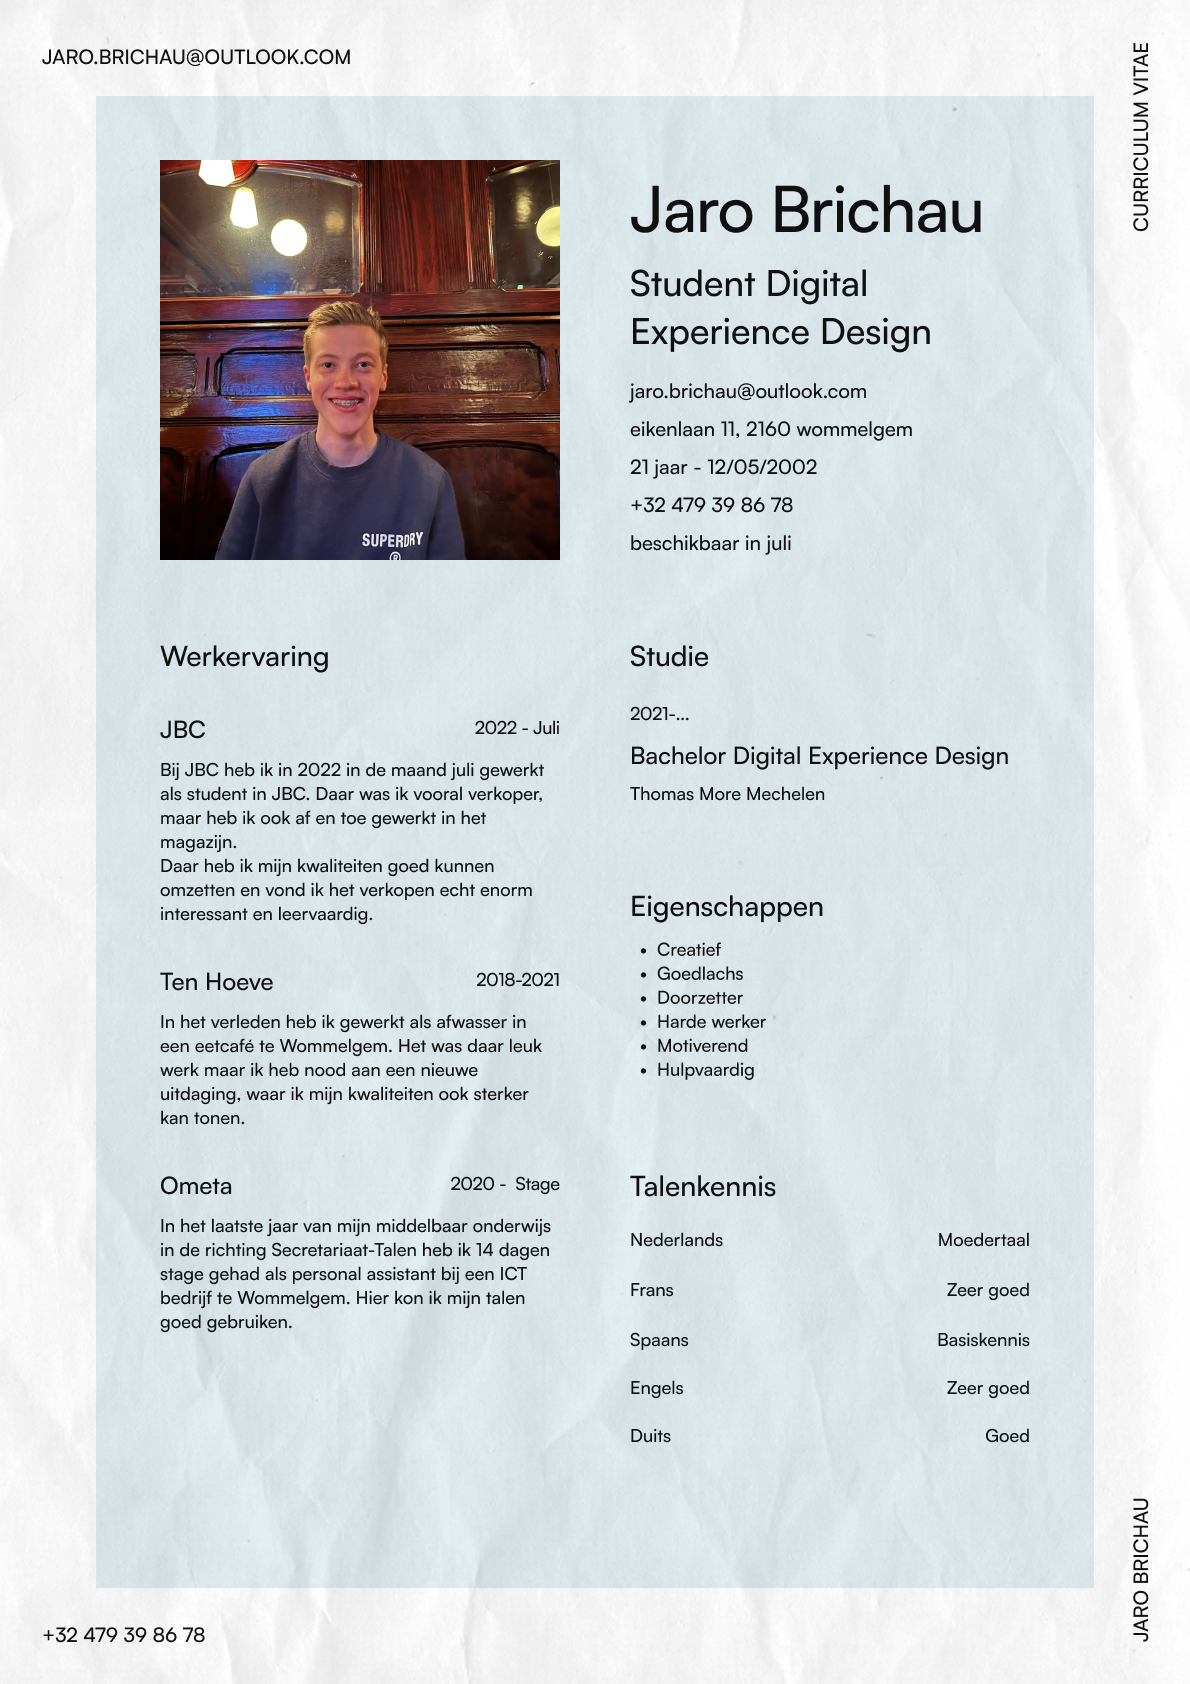 JARO.BRICHAU@OUTLOOK.COM
CURRICULUM VITAE
SUPERDRY
®
Jaro Brichau
Student Digital
Experience Design
jaro.brichau@outlook.com
eikenlaan 11, 2160 wommelgem
21 jaar - 12/05/2002
+32 479 39 86 78
beschikbaar in juli
Werkervaring
JBC 2022 - Juli
Bij JBC heb ik in 2022 in de maand juli gewerkt
als student in JBC. Daar was ik vooral verkoper,
maar heb ik ook af en toe gewerkt in het
magazijn.
Daar heb ik mijn kwaliteiten goed kunnen
omzetten en vond ik het verkopen echt enorm
interessant en leervaardig.
Ten Hoeve 2018-2021
In het verleden heb ik gewerkt als afwasser in
een eetcafé te Wommelgem. Het was daar leuk
werk maar ik heb nood aan een nieuwe
uitdaging, waar ik mijn kwaliteiten ook sterker
kan tonen.
Ometa 2020 - Stage
In het laatste jaar van mijn middelbaar onderwijs
in de richting Secretariaat-Talen heb ik 14 dagen
stage gehad als personal assistant bij een ICT
bedrijf te Wommelgem. Hier kon ik mijn talen
goed gebruiken.
Studie
2021-...
Bachelor Digital Experience Design
Thomas More Mechelen
Eigenschappen
• Creatief
• Goedlachs
• Doorzetter
• Harde werker
• Motiverend
• Hulpvaardig
Talenkennis
Nederlands Moedertaal
Frans Zeer goed
Spaans Basiskennis
Engels Zeer goed
Duits Goed
JARO BRICHAU
+32 479 39 86 78